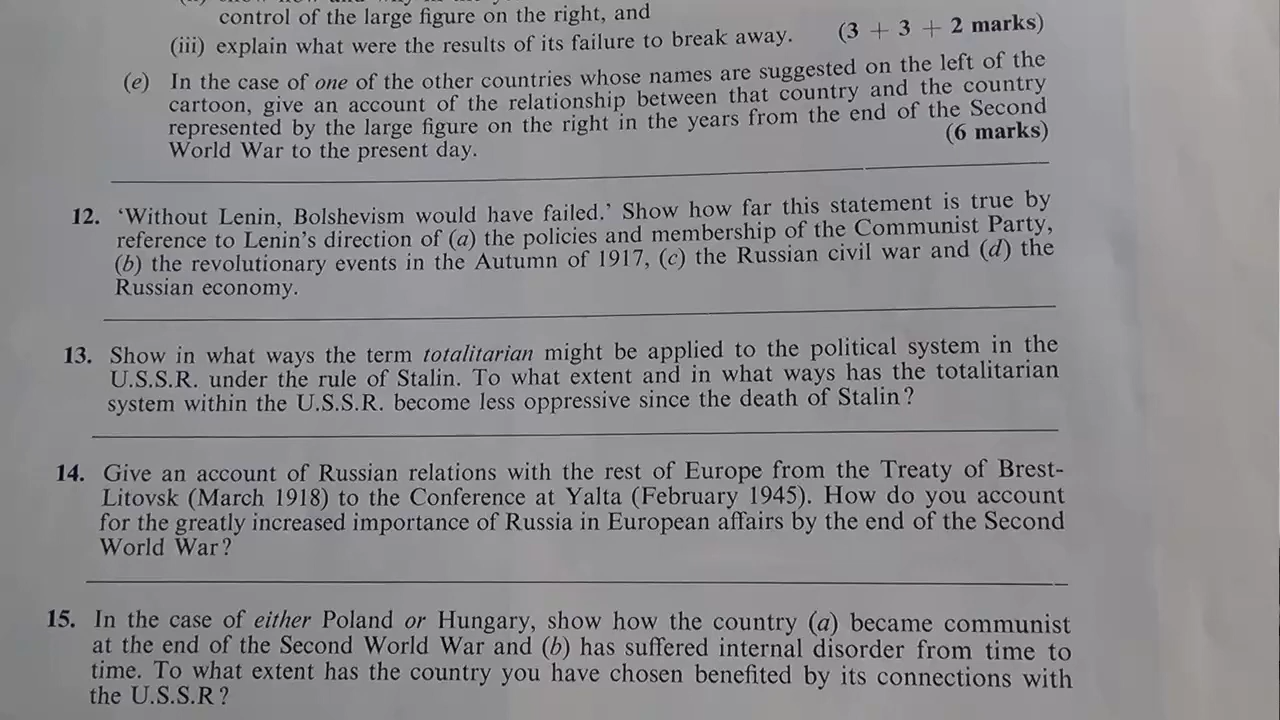 control of the large figure on the right, and
(iii) explain what were the results of its failure to break away. (3 + 3 + 2 marks)
(e) In the case of one of the other countries whose names are suggested on the left of the
cartoon, give an account of the relationship between that country and the country
represented by the large figure on the right in the years from the end of the Second
World War to the present day. (6 marks)
12. ‘Without Lenin, Bolshevism would have failed.’ Show how far this statement is true by
reference to Lenin’s direction of (a) the policies and membership of the Communist Party,
(b) the revolutionary events in the Autumn of 1917, (c) the Russian civil war and (d) the
Russian economy.
13. Show in what ways the term totalitarian might be applied to the political system in the
U.S.S.R. under the rule of Stalin. To what extent and in what ways has the totalitarian
system within the U.S.S.R. become less oppressive since the death of Stalin?
14. Give an account of Russian relations with the rest of Europe from the Treaty of Brest-
Litovsk (March 1918) to the Conference at Yalta (February 1945). How do you account
for the greatly increased importance of Russia in European affairs by the end of the Second
World War?
15. In the case of either Poland or Hungary, show how the country (a) became communist
at the end of the Second World War and (b) has suffered internal disorder from time to
time. To what extent has the country you have chosen benefited by its connections with
the U.S.S.R?